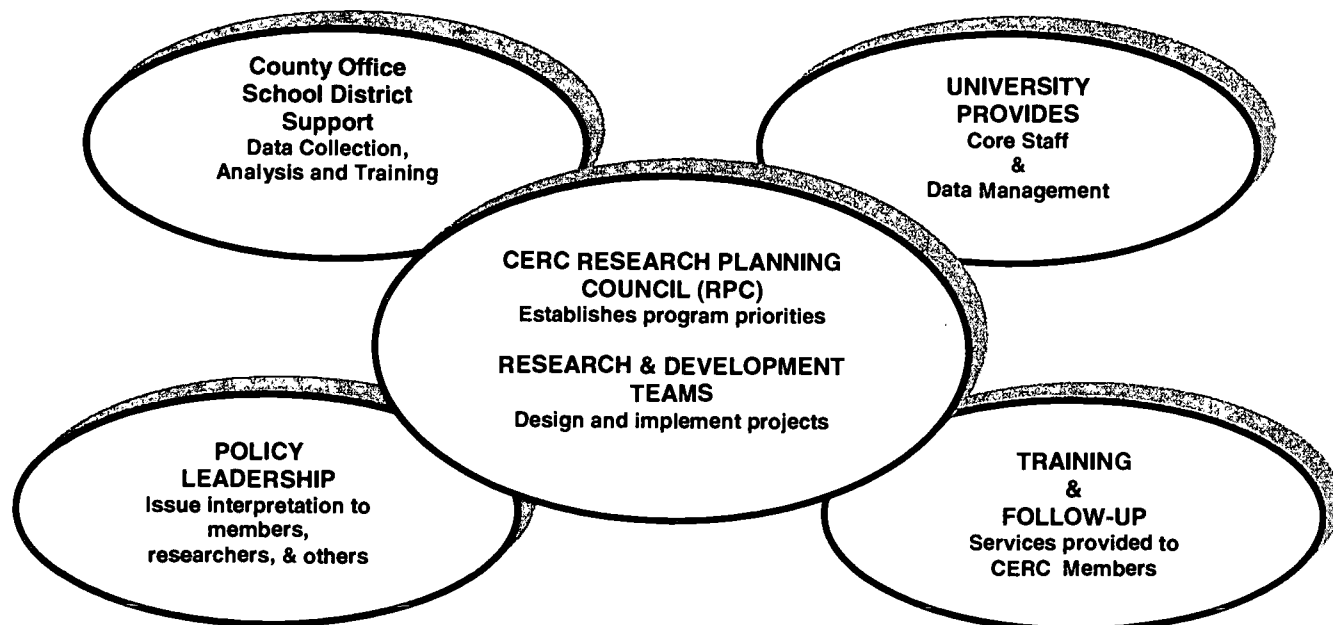 County Office
School District
Support
Data Collection,
Analysis and Training
UNIVERSITY
PROVIDES
Core Staff
&
Data Management
CERC RESEARCH PLANNING
COUNCIL (RPC)
Establishes program priorities
RESEARCH & DEVELOPMENT
TEAMS
Design and implement projects
POLICY
LEADERSHIP
Issue interpretation to
members,
researchers, & others
TRAINING
&
FOLLOW-UP
Services provided to
CERC Members